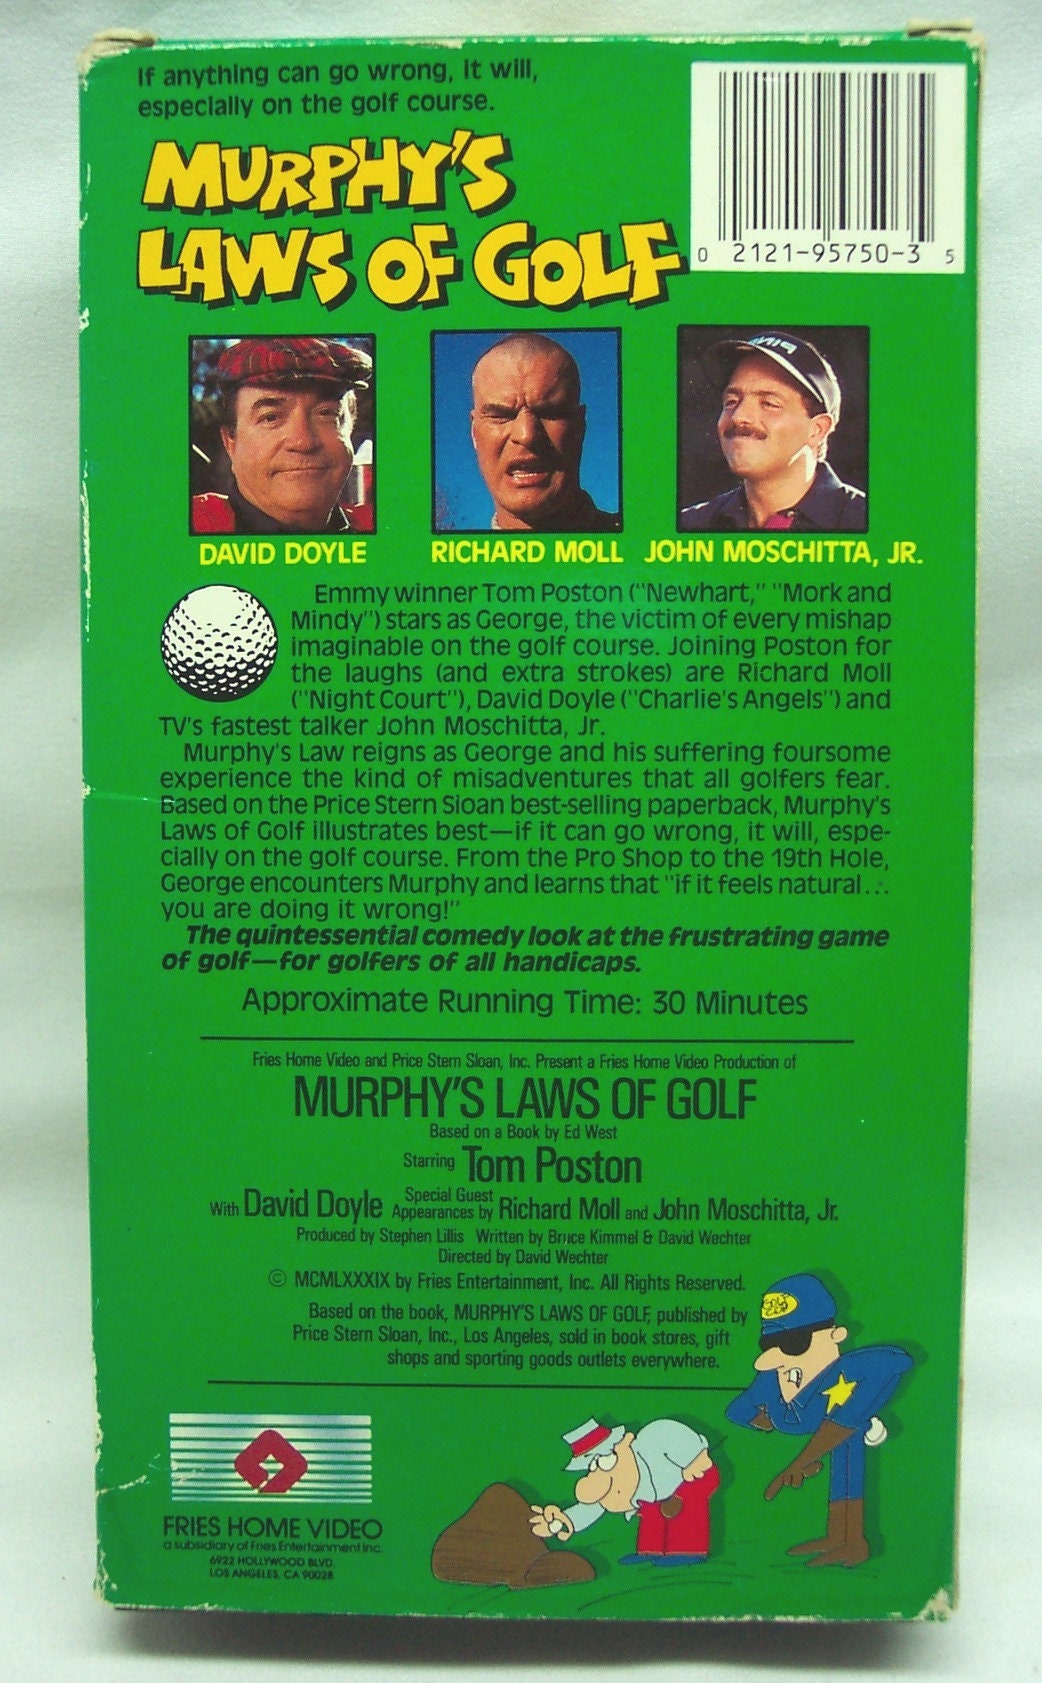 If anything can go wrong, it will,
especially on the golf course.
MURPHY'S
LAWS OF GOLF
0 2121-95750-3 5
PING
DAVID DOYLE
RICHARD MOLL
JOHN MOSCHITTA, JR.
Emmy winner Tom Poston ("Newhart," "Mork and
Mindy") stars as George, the victim of every mishap
imaginable on the golf course. Joining Poston for
the laughs (and extra strokes) are Richard Moll
("Night Court"), David Doyle ("Charlie's Angels") and
TV's fastest talker John Moschitta, Jr.
Murphy's Law reigns as George and his suffering foursome
experience the kind of misadventures that all golfers fear.
Based on the Price Stern Sloan best-selling paperback, Murphy's
Laws of Golf illustrates best—if it can go wrong, it will, espe-
cially on the golf course. From the Pro Shop to the 19th Hole,
George encounters Murphy and learns that "if it feels natural...
you are doing it wrong!"
The quintessential comedy look at the frustrating game
of golf—for golfers of all handicaps.
Approximate Running Time: 30 Minutes
Fries Home Video and Price Stern Sloan, Inc. Present a Fries Home Video Production of
MURPHY'S LAWS OF GOLF
Based on a Book by Ed West
Starring Tom Poston
With David Doyle Special Guest Appearances by Richard Moll and John Moschitta, Jr.
Produced by Stephen Lillis Written by Bruce Kimmel & David Wechter
Directed by David Wechter
© MCMLXXXIX by Fries Entertainment, Inc. All Rights Reserved.
Based on the book, MURPHY'S LAWS OF GOLF, published by
Price Stern Sloan, Inc., Los Angeles, sold in book stores, gift
shops and sporting goods outlets everywhere.
GOLF
COP
FRIES HOME VIDEO
a subsidiary of Fries Entertainment Inc.
6922 HOLLYWOOD BLVD.
LOS ANGELES, CA 90028